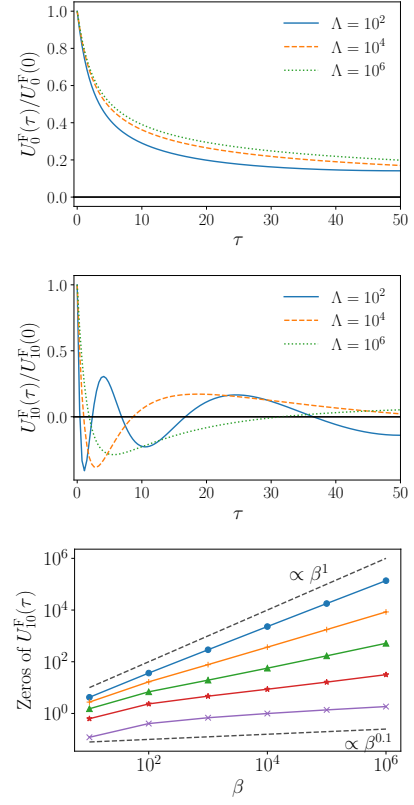 U_0^F(τ)/U_0^F(0)
1.0
0.8
0.6
0.4
0.2
0.0
Λ = 10^2
Λ = 10^4
Λ = 10^6
0 10 20 30 40 50
τ
U_10^F(τ)/U_10^F(0)
1.0
0.5
0.0
Λ = 10^2
Λ = 10^4
Λ = 10^6
0 10 20 30 40 50
τ
Zeros of U_10^F(τ)
10^6
10^4
10^2
10^0
∝ β^1
∝ β^0.1
10^2 10^4 10^6
β